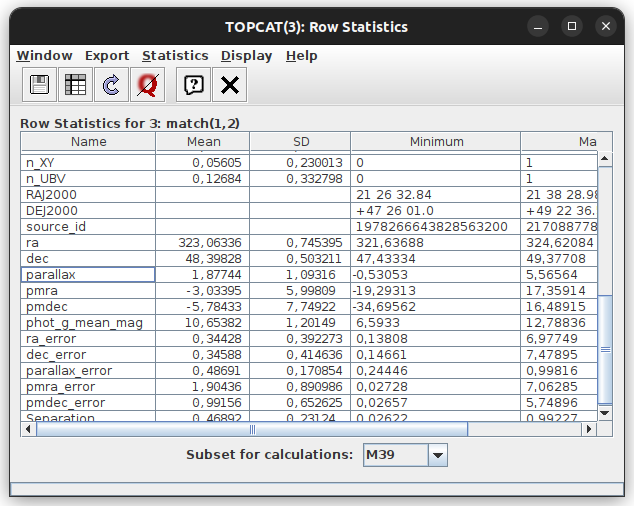 TOPCAT(3): Row Statistics
Window Export Statistics Display Help
Row Statistics for 3: match(1,2)
Name Mean SD Minimum Ma
n_XY 0,05605 0,230013 0 1
n_UBV 0,12684 0,332798 0 1
RAJ2000 21 26 32.84 21 38 28.98
DEJ2000 +47 26 01.0 +49 22 36.
source_id 1978266643828563200 217088778
ra 323,06336 0,745395 321,63688 324,62084
dec 48,39828 0,503211 47,43334 49,37708
parallax 1,87744 1,09316 -0,53053 5,56564
pmra -3,03395 5,99809 -19,29313 17,35914
pmdec -5,78433 7,74922 -34,69562 16,48915
phot_g_mean_mag 10,65382 1,20149 6,5933 12,78836
ra_error 0,34428 0,392273 0,13808 6,97749
dec_error 0,34588 0,414636 0,14661 7,47895
parallax_error 0,48691 0,170854 0,24446 0,99816
pmra_error 1,90436 0,890986 0,02728 7,06285
pmdec_error 0,99156 0,652625 0,02657 5,74896
Separation 0,46892 0,23124 0,02622 0,99227
Subset for calculations: M39